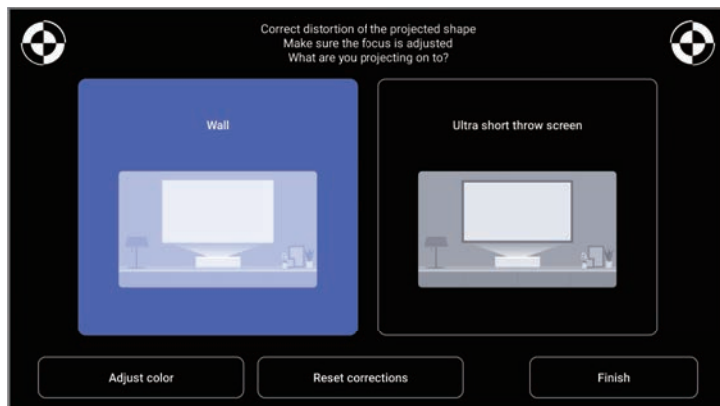 Correct distortion of the projected shape
Make sure the focus is adjusted
What are you projecting on to?
Wall
Ultra short throw screen
Adjust color
Reset corrections
Finish